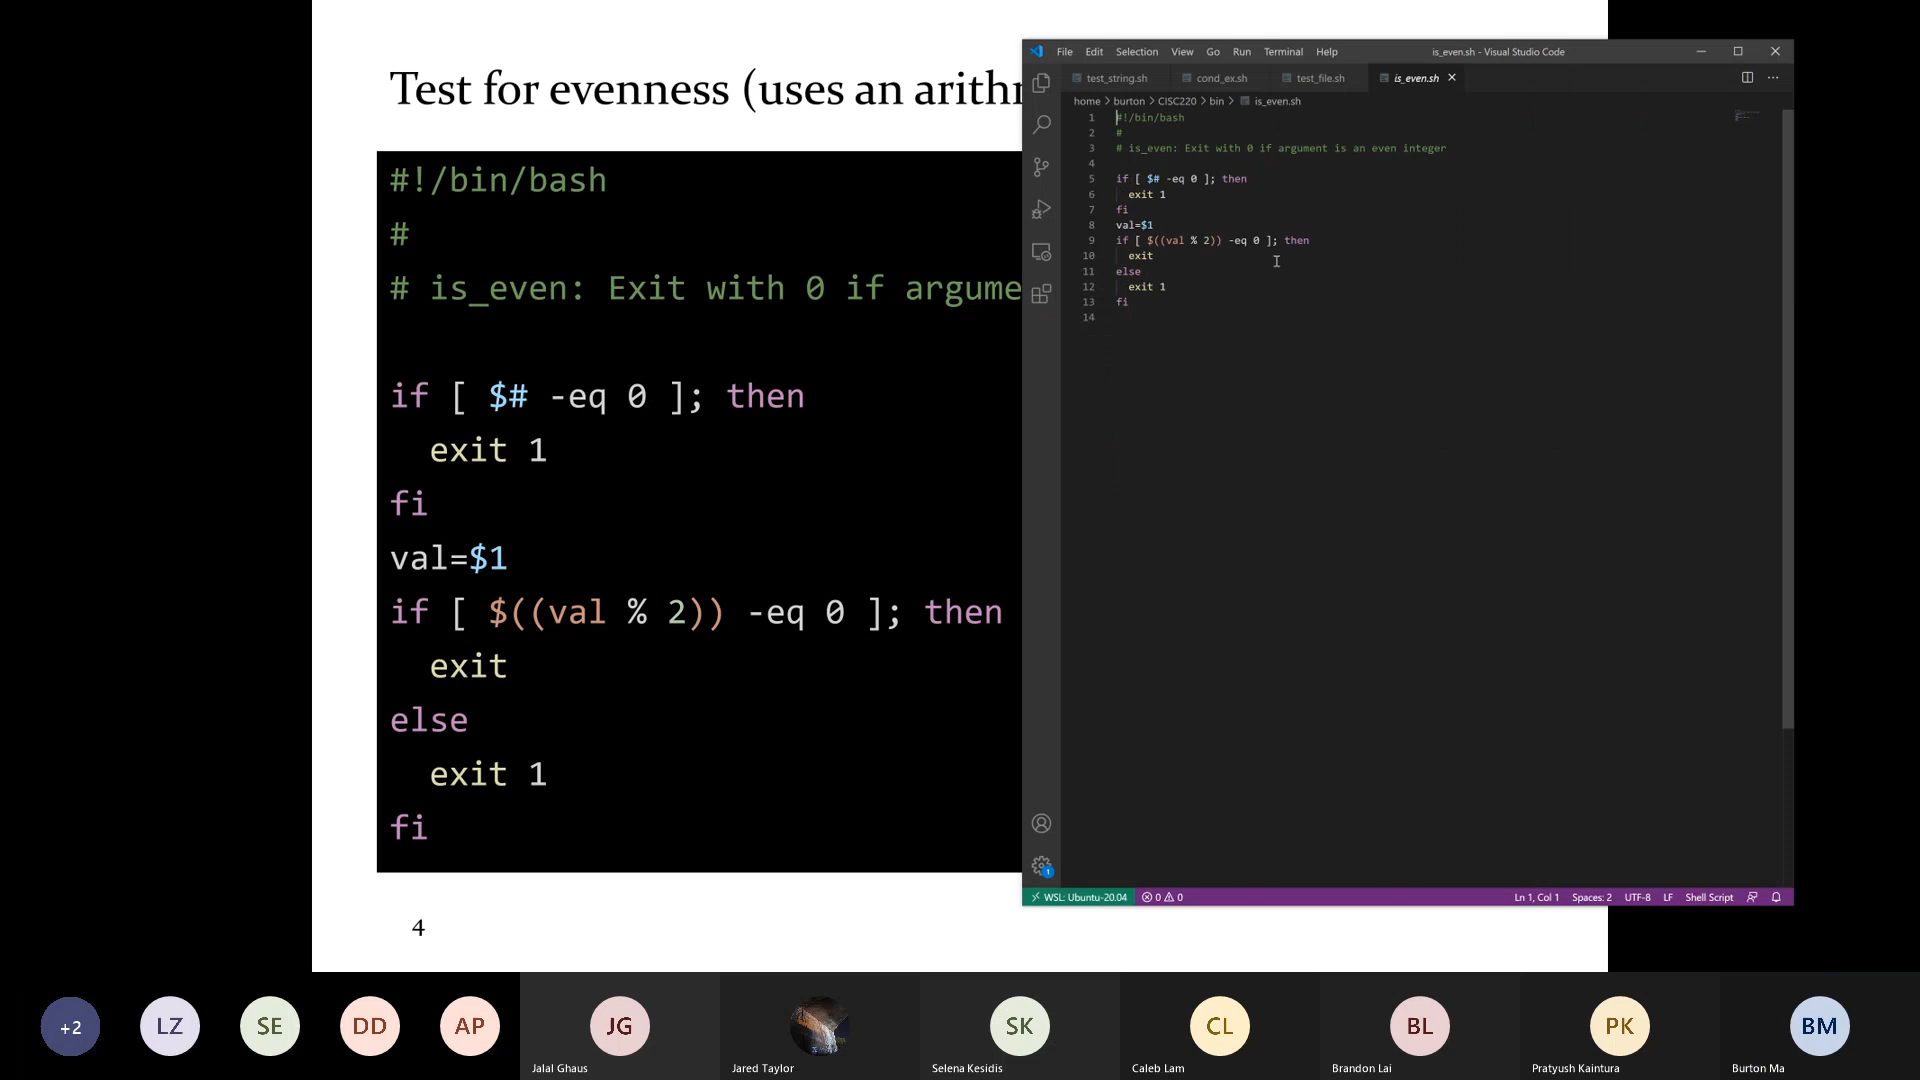 Test for evenness (uses an arith
#!/bin/bash
#
# is_even: Exit with 0 if argume
if [ $# -eq 0 ]; then
exit 1
fi
val=$1
if [ $((val % 2)) -eq 0 ]; then
exit
else
exit 1
fi
4
File Edit Selection View Go Run Terminal Help is_even.sh - Visual Studio Code
test_string.sh cond_ex.sh test_file.sh is_even.sh
home > burton > CISC220 > bin > is_even.sh
1 #!/bin/bash
2 #
3 # is_even: Exit with 0 if argument is an even integer
4
5 if [ $# -eq 0 ]; then
6 exit 1
7 fi
8 val=$1
9 if [ $((val % 2)) -eq 0 ]; then
10 exit
11 else
12 exit 1
13 fi
14
1
WSL: Ubuntu-20.04 0 0 Ln 1, Col 1 Spaces: 2 UTF-8 LF Shell Script
+2 LZ SE DD AP JG SK CL BL PK BM
Jalal Ghaus Jared Taylor Selena Kesidis Caleb Lam Brandon Lai Pratyush Kaintura Burton Ma